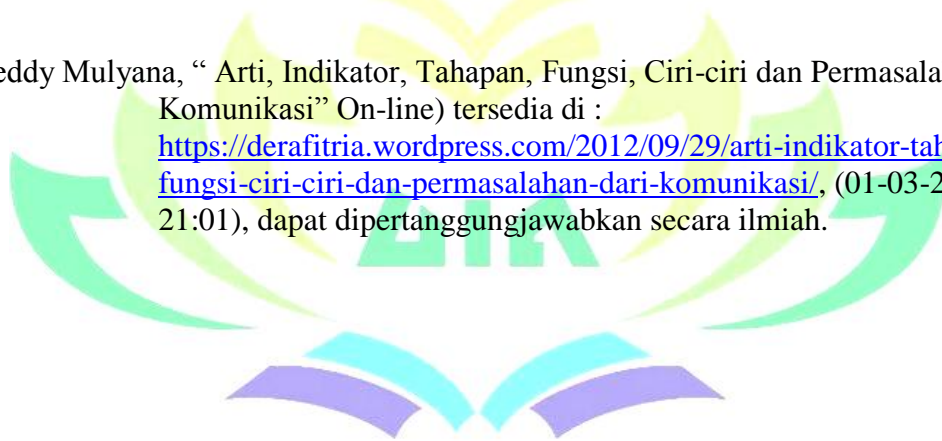 eddy Mulyana, “ Arti, Indikator, Tahapan, Fungsi, Ciri-ciri dan Permasala
Komunikasi” On-line) tersedia di :
https://derafitria.wordpress.com/2012/09/29/arti-indikator-tah
fungsi-ciri-ciri-dan-permasalahan-dari-komunikasi/, (01-03-2
21:01), dapat dipertanggungjawabkan secara ilmiah.